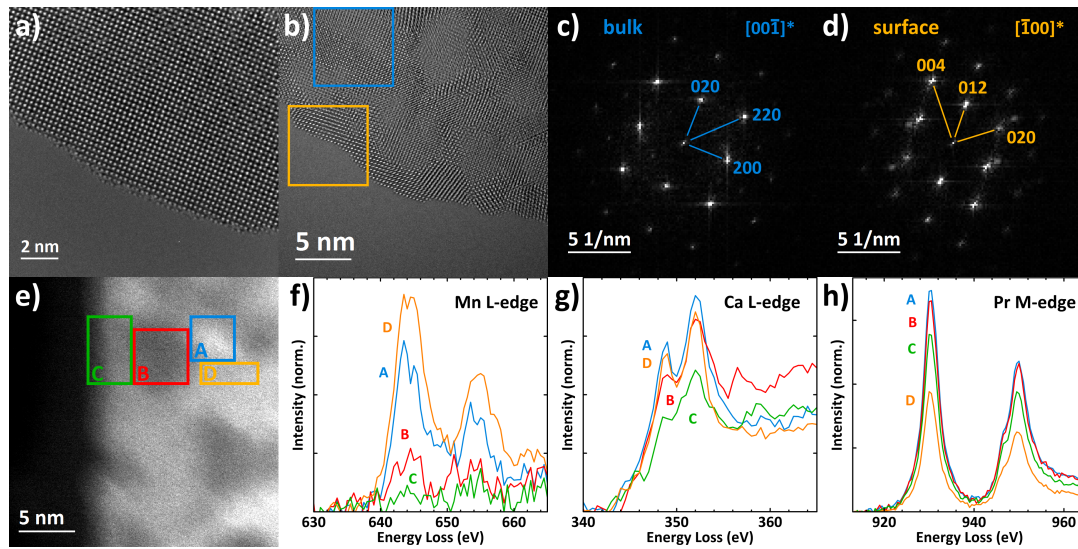 a)
2 nm
b)
5 nm
c) bulk [001̄]*
020
220
200
5 1/nm
d) surface [1̄00]*
004
012
020
5 1/nm
e)
C
B
A
D
5 nm
f) Mn L-edge
D
A
B
C
Intensity (norm.)
630 640 650 660
Energy Loss (eV)
g) Ca L-edge
A
D
B
C
Intensity (norm.)
340 350 360
Energy Loss (eV)
h) Pr M-edge
A
B
C
D
Intensity (norm.)
920 940 960
Energy Loss (eV)